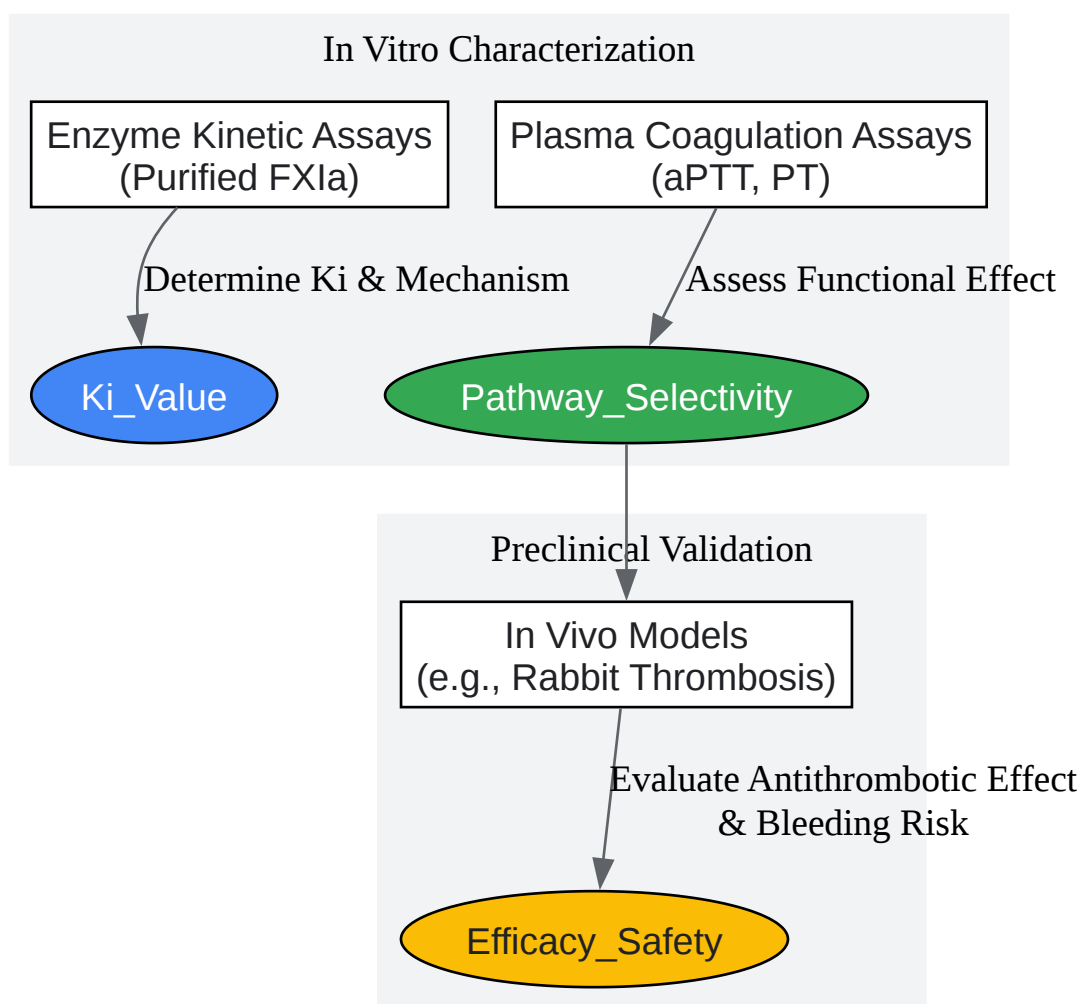 In Vitro Characterization
Enzyme Kinetic Assays
(Purified FXIa)
Plasma Coagulation Assays
(aPTT, PT)
Determine Ki & Mechanism
Assess Functional Effect
Ki_Value
Pathway_Selectivity
Preclinical Validation
In Vivo Models
(e.g., Rabbit Thrombosis)
Evaluate Antithrombotic Effect
& Bleeding Risk
Efficacy_Safety